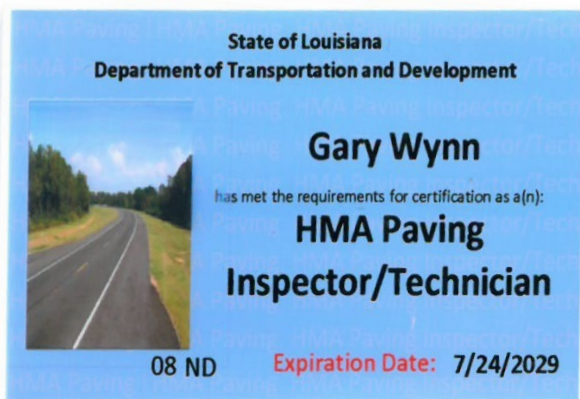 State of Louisiana
Department of Transportation and Development
Gary Wynn
has met the requirements for certification as a(n):
HMA Paving
Inspector/Technician
08 ND
Expiration Date: 7/24/2029